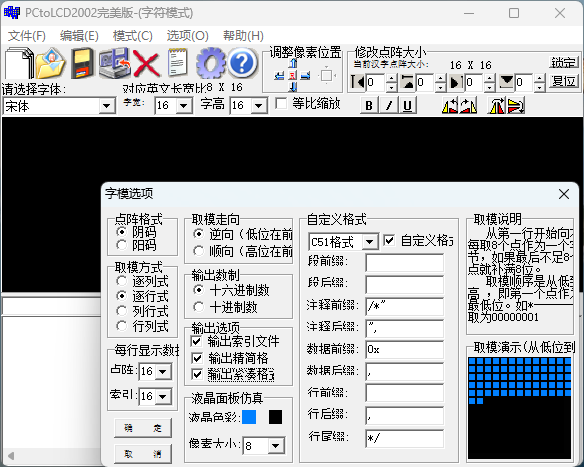 PCtoLCD2002完美版-(字符模式)
文件(F) 编辑(E) 模式(C) 选项(O) 帮助(H)
调整像素位置 修改点阵大小
当前汉字点阵大小: 16 X 16 锁定
0 0 0 0 复位
请选择字体: 对应英文长宽比8 X 16
宋体 字宽: 16 字高 16 等比缩放 B I U
字模选项
点阵格式
阴码
阳码
取模方式
逐列式
逐行式
列行式
行列式
每行显示数据
点阵: 16
索引: 16
确 定
取 消
取模走向
逆向（低位在前
顺向（高位在前
输出数制
十六进制数
十进制数
输出选项
输出索引文件
输出精简格
输出紧凑格式
液晶面板仿真
液晶色彩:
像素大小: 8
自定义格式
C51格式 自定义格式
段前缀:
段后缀:
注释前缀: /*"
注释后缀: ",
数据前缀: 0x
数据后缀: ,
行前缀:
行后缀: ,
行尾缀: */
取模说明
从第一行开始向
每取8个点作为一个字
节，如果最后不足8个
点就补满8位。
取模顺序是从低到
高，即第一个点作为
最低位。如*
取为00000001
取模演示(从低位到